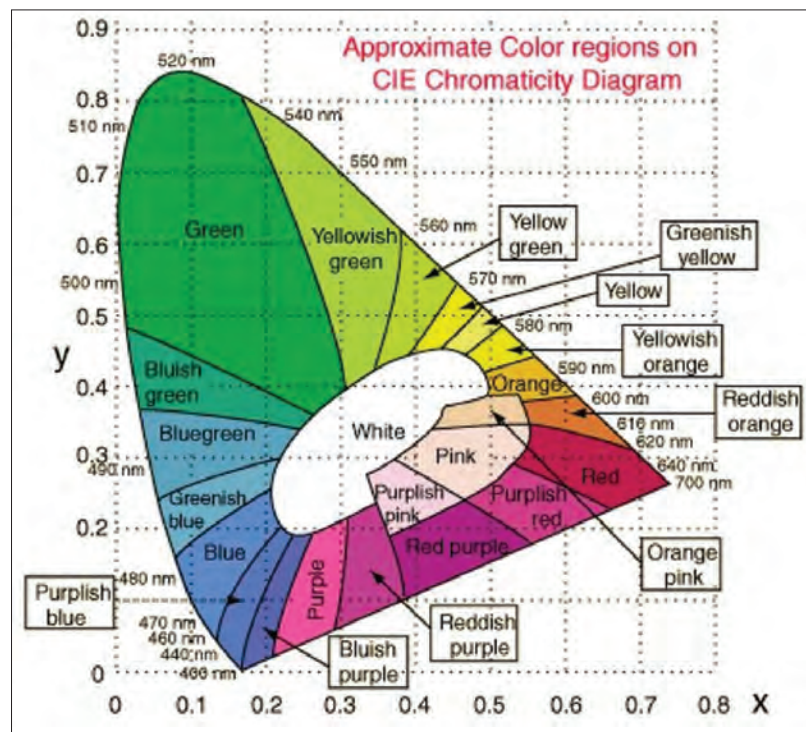 Approximate Color regions on
CIE Chromaticity Diagram
0.9
520 nm
0.8
540 nm
510 nm
550 nm
0.7
560 nm
Yellow
green
Greenish
yellow
Green
Yellowish
green
0.6
570 nm
500 nm
Yellow
0.5
580 nm
y
Yellowish
orange
590 nm
Bluish
green
0.4
Orange
600 nm
Reddish
orange
White
610 nm
Bluegreen
620 nm
0.3
Pink
490 nm
640 nm
Red
700 nm
Greenish
blue
Purplish
pink
Purplish
red
0.2
Blue
Red purple
Orange
pink
480 nm
Purplish
blue
0.1
Purple
470 nm
460 nm
440 nm
400 nm
Reddish
purple
Bluish
purple
0
0 0.1 0.2 0.3 0.4 0.5 0.6 0.7 0.8 x